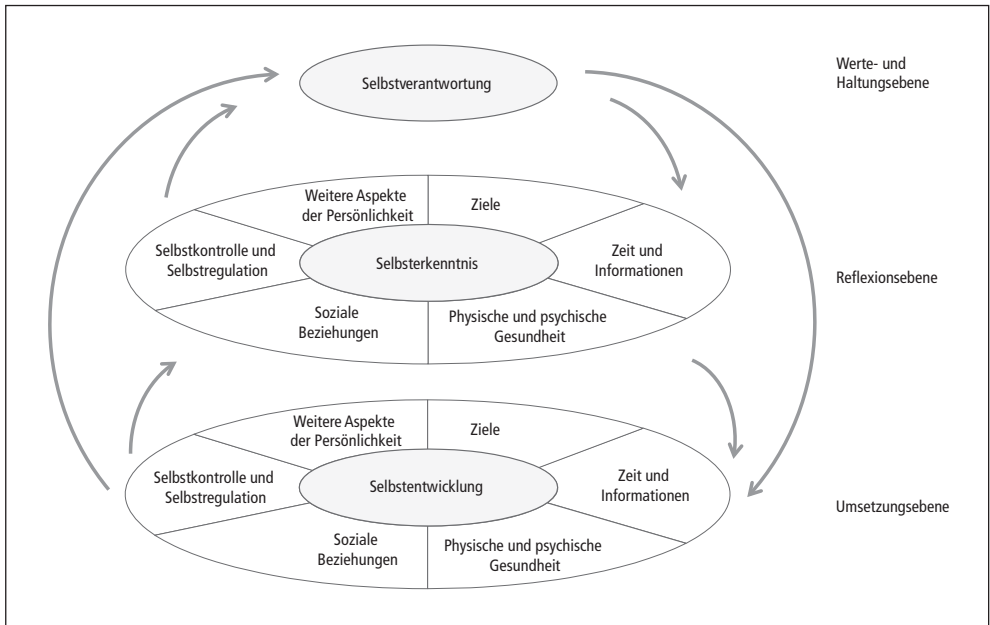 Selbstverantwortung
Werte- und
Haltungsebene
Weitere Aspekte
der Persönlichkeit
Ziele
Selbstkontrolle und
Selbstregulation
Selbsterkenntnis
Zeit und
Informationen
Soziale
Beziehungen
Physische und psychische
Gesundheit
Reflexionsebene
Weitere Aspekte
der Persönlichkeit
Ziele
Selbstkontrolle und
Selbstregulation
Selbstentwicklung
Zeit und
Informationen
Soziale
Beziehungen
Physische und psychische
Gesundheit
Umsetzungsebene